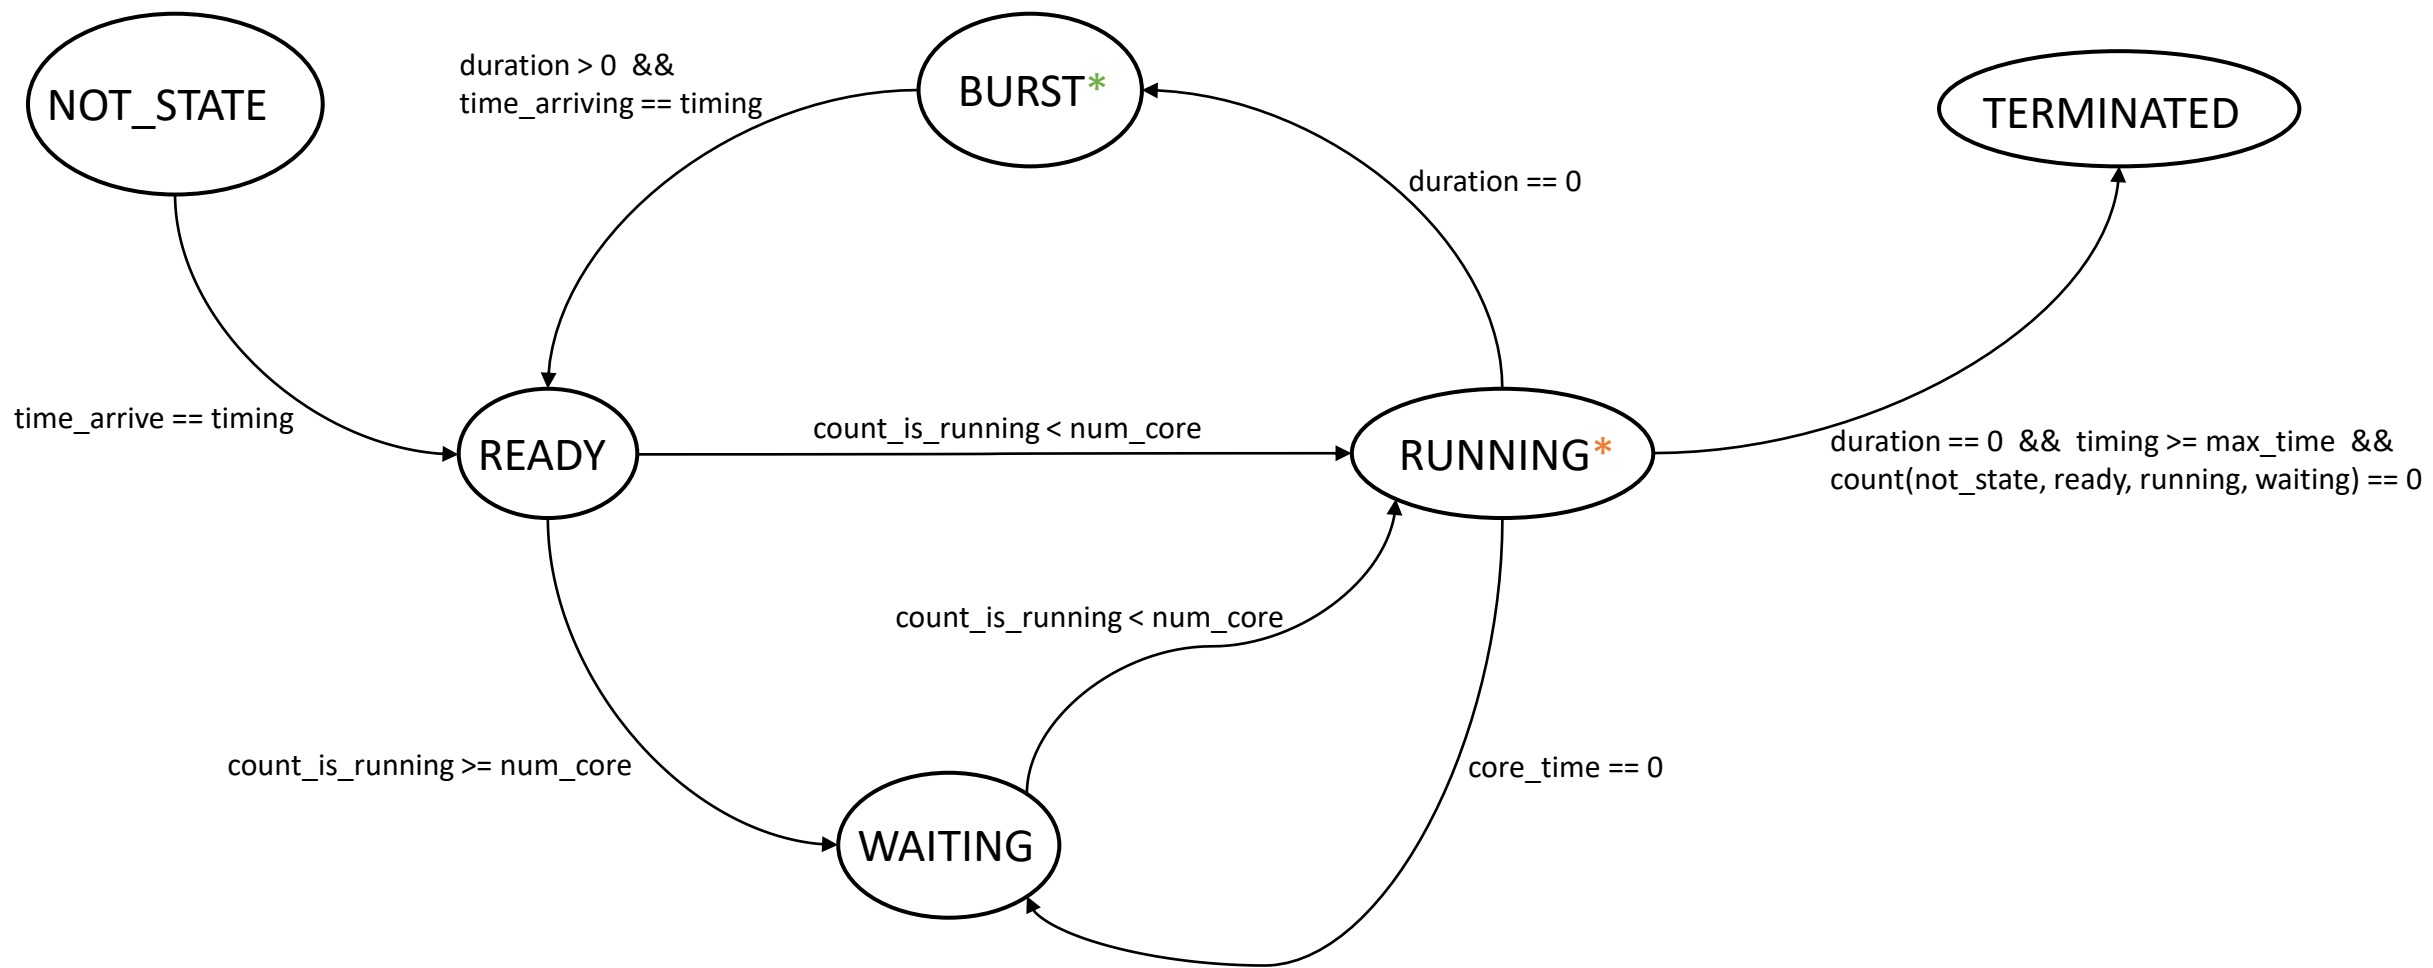 NOT_STATE
duration > 0 &&
time_arriving == timing
BURST*
TERMINATED
duration == 0
time_arrive == timing
READY
count_is_running < num_core
RUNNING*
duration == 0 && timing >= max_time &&
count(not_state, ready, running, waiting) == 0
count_is_running < num_core
count_is_running >= num_core
core_time == 0
WAITING